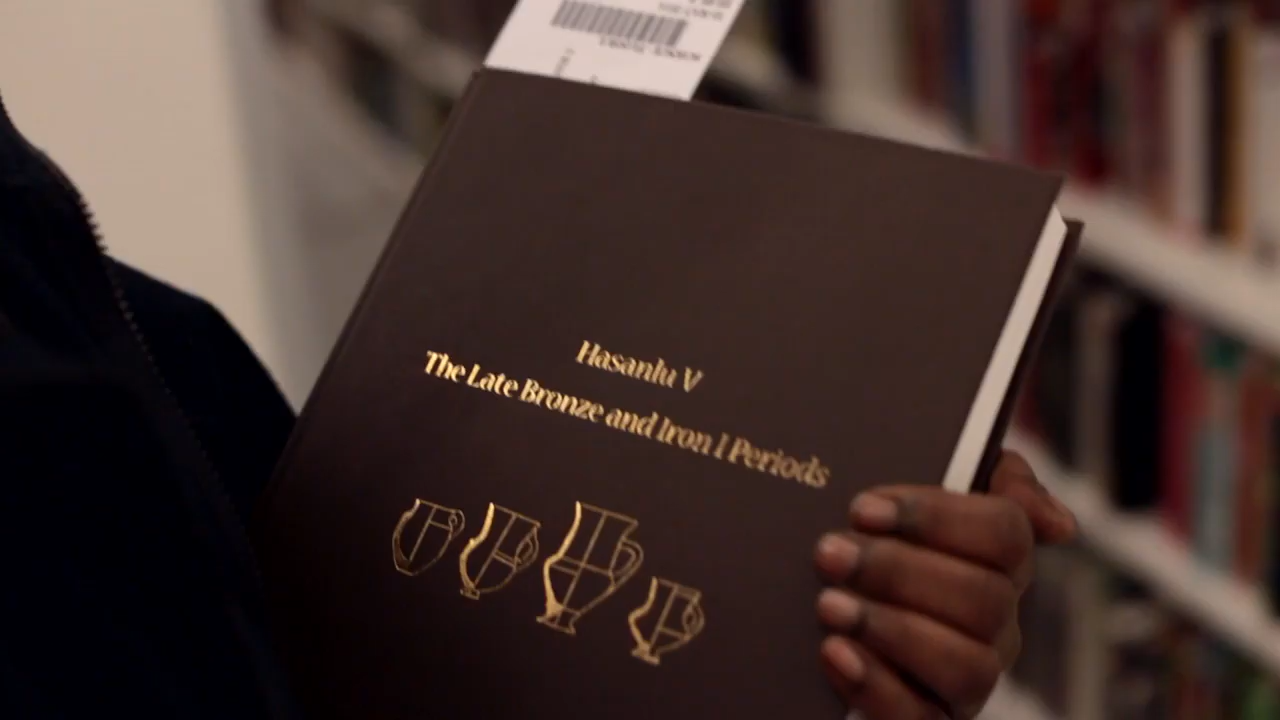 Hasanlu V
The Late Bronze and Iron I Periods